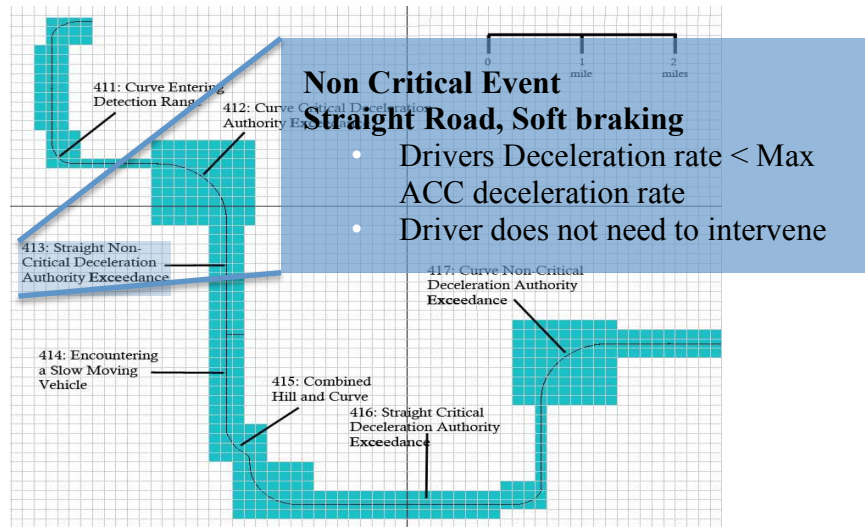 0
1
2
mile
miles
Non Critical Event
Straight Road, Soft braking
• Drivers Deceleration rate < Max
ACC deceleration rate
• Driver does not need to intervene
411: Curve Entering
Detection Range
412: Curve Critical Deceleration
Authority Exceedance
413: Straight Non-
Critical Deceleration
Authority Exceedance
417: Curve Non-Critical
Deceleration Authority
Exceedance
414: Encountering
a Slow Moving
Vehicle
415: Combined
Hill and Curve
416: Straight Critical
Deceleration Authority
Exceedance